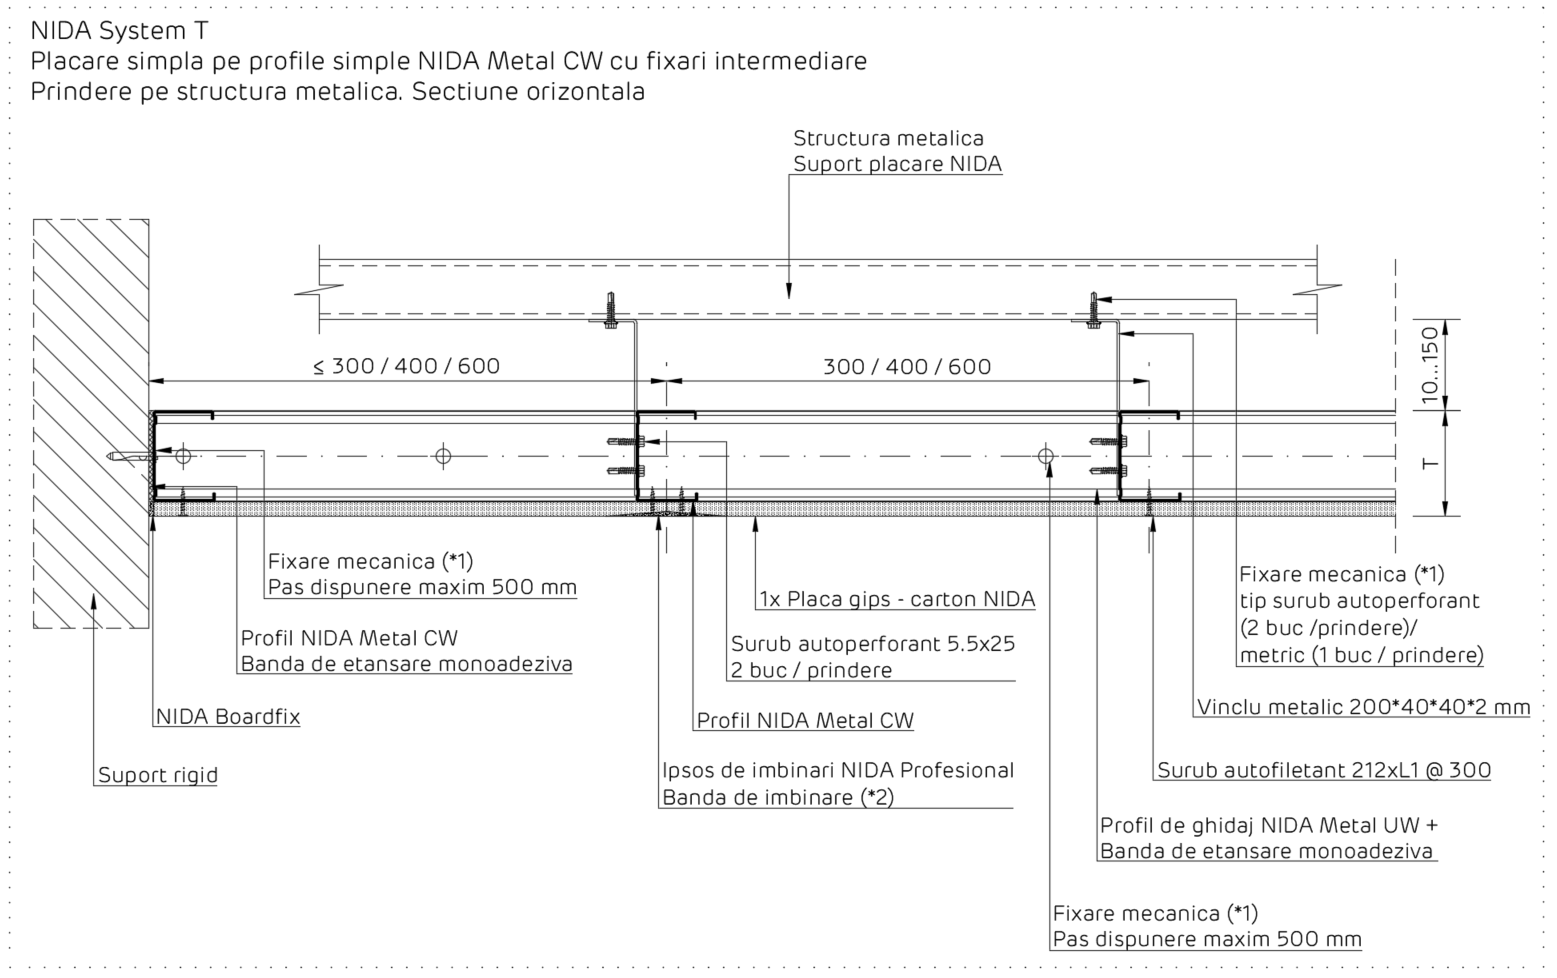 NIDA System T
Placare simpla pe profile simple NIDA Metal CW cu fixari intermediare
Prindere pe structura metalica. Sectiune orizontala
Structura metalica
Suport placare NIDA
≤ 300 / 400 / 600
300 / 400 / 600
10...150
T
Fixare mecanica (*1)
Pas dispunere maxim 500 mm
Profil NIDA Metal CW
Banda de etansare monoadeziva
NIDA Boardfix
Suport rigid
1x Placa gips - carton NIDA
Surub autoperforant 5.5x25
2 buc / prindere
Profil NIDA Metal CW
Ipsos de imbinari NIDA Profesional
Banda de imbinare (*2)
Fixare mecanica (*1)
tip surub autoperforant
(2 buc /prindere)/
metric (1 buc / prindere)
Vinclu metalic 200*40*40*2 mm
Surub autofiletant 212xL1 @ 300
Profil de ghidaj NIDA Metal UW +
Banda de etansare monoadeziva
Fixare mecanica (*1)
Pas dispunere maxim 500 mm